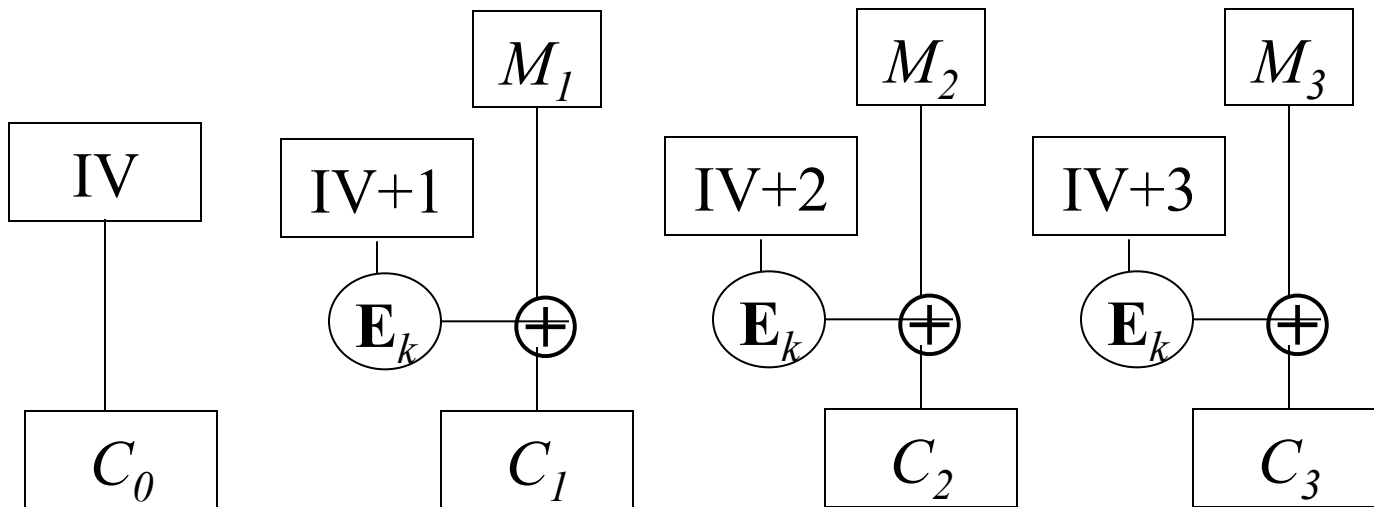 M₁ M₂ M₃
IV IV+1 IV+2 IV+3
Eₖ Eₖ Eₖ
C₀ C₁ C₂ C₃